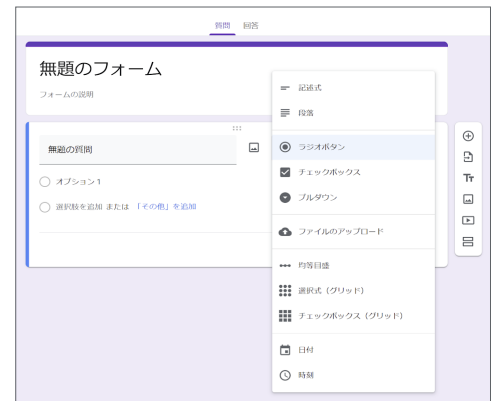 質問 回答
無題のフォーム
フォームの説明
無題の質問
オプション 1
選択肢を追加 または 「その他」を追加
記述式
段落
ラジオボタン
チェックボックス
プルダウン
ファイルのアップロード
均等目盛
選択式（グリッド）
チェックボックス（グリッド）
日付
時刻
Tт